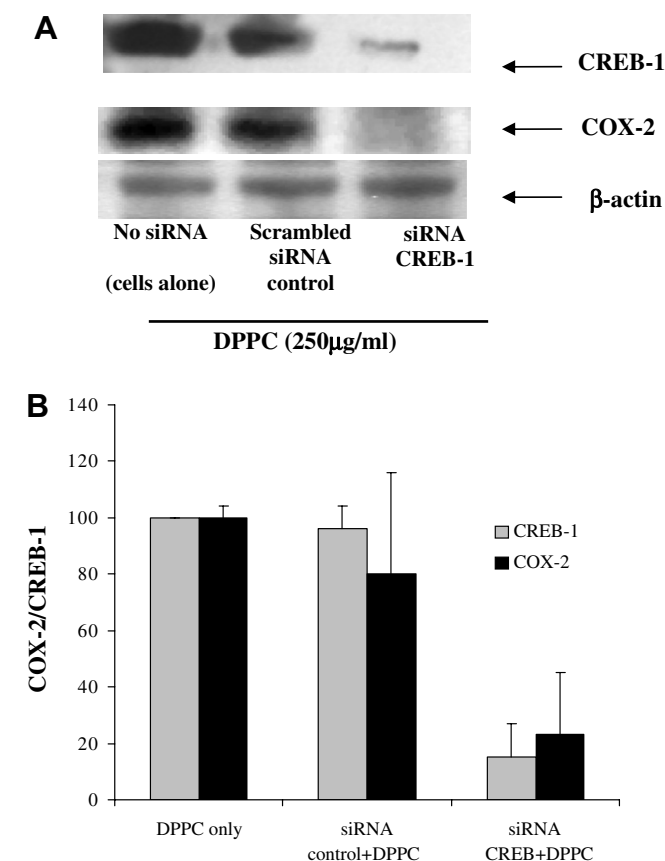 A
CREB-1
COX-2
β-actin
No siRNA
(cells alone)
Scrambled
siRNA
control
siRNA
CREB-1
DPPC (250μg/ml)
B
COX-2/CREB-1
140
120
100
80
60
40
20
0
CREB-1
COX-2
DPPC only
siRNA
control+DPPC
siRNA
CREB+DPPC